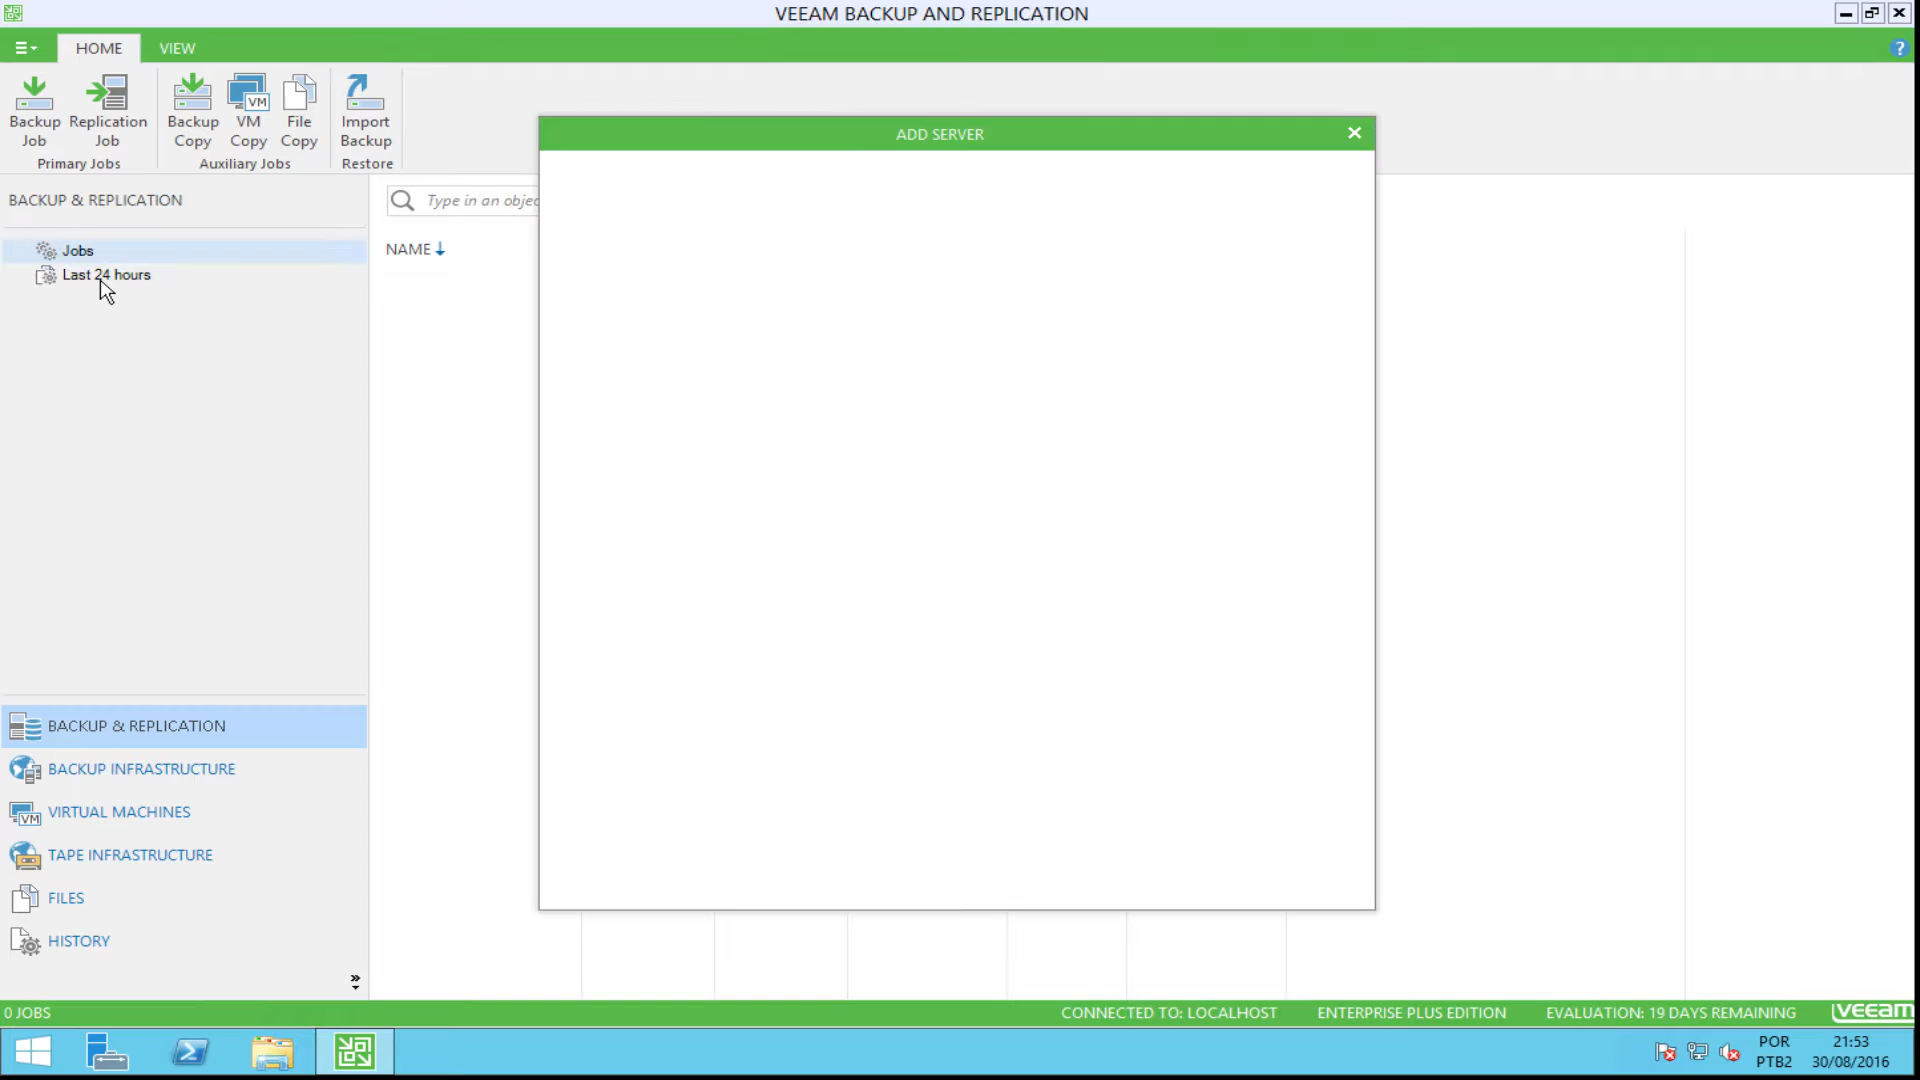 VEEAM BACKUP AND REPLICATION
HOME
VIEW
?
Backup Job
Replication Job
Backup Copy
VM
VM Copy
File Copy
Import Backup
Primary Jobs
Auxiliary Jobs
Restore
ADD SERVER
BACKUP & REPLICATION
Type in an objec
Jobs
NAME
Last 24 hours
BACKUP & REPLICATION
BACKUP INFRASTRUCTURE
VM
VIRTUAL MACHINES
TAPE INFRASTRUCTURE
FILES
HISTORY
0 JOBS
CONNECTED TO: LOCALHOST
ENTERPRISE PLUS EDITION
EVALUATION: 19 DAYS REMAINING
veeam
POR
PTB2
21:53
30/08/2016